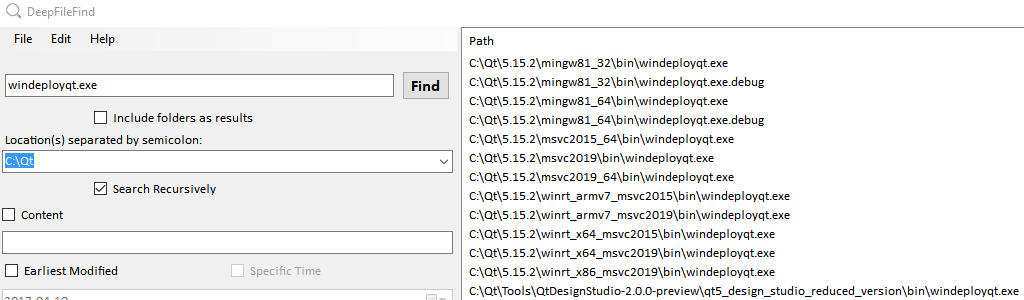 DeepFileFind
File Edit Help
windeployqt.exe Find
Include folders as results
Location(s) separated by semicolon:
C:\Qt
Search Recursively
Content
Earliest Modified Specific Time
Path
C:\Qt\5.15.2\mingw81_32\bin\windeployqt.exe
C:\Qt\5.15.2\mingw81_32\bin\windeployqt.exe.debug
C:\Qt\5.15.2\mingw81_64\bin\windeployqt.exe
C:\Qt\5.15.2\mingw81_64\bin\windeployqt.exe.debug
C:\Qt\5.15.2\msvc2015_64\bin\windeployqt.exe
C:\Qt\5.15.2\msvc2019\bin\windeployqt.exe
C:\Qt\5.15.2\msvc2019_64\bin\windeployqt.exe
C:\Qt\5.15.2\winrt_armv7_msvc2015\bin\windeployqt.exe
C:\Qt\5.15.2\winrt_armv7_msvc2019\bin\windeployqt.exe
C:\Qt\5.15.2\winrt_x64_msvc2015\bin\windeployqt.exe
C:\Qt\5.15.2\winrt_x64_msvc2019\bin\windeployqt.exe
C:\Qt\5.15.2\winrt_x86_msvc2019\bin\windeployqt.exe
C:\Qt\Tools\QtDesignStudio-2.0.0-preview\qt5_design_studio_reduced_version\bin\windeployqt.exe